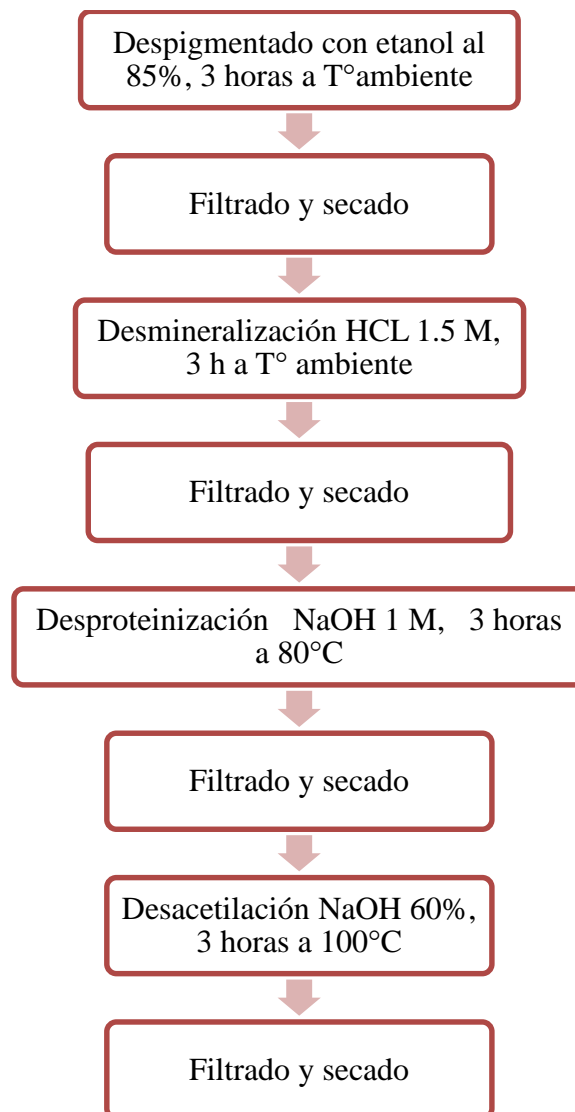 Despigmentado con etanol al
85%, 3 horas a T°ambiente
Filtrado y secado
Desmineralización HCL 1.5 M,
3 h a T° ambiente
Filtrado y secado
Desproteinización NaOH 1 M, 3 horas
a 80°C
Filtrado y secado
Desacetilación NaOH 60%,
3 horas a 100°C
Filtrado y secado